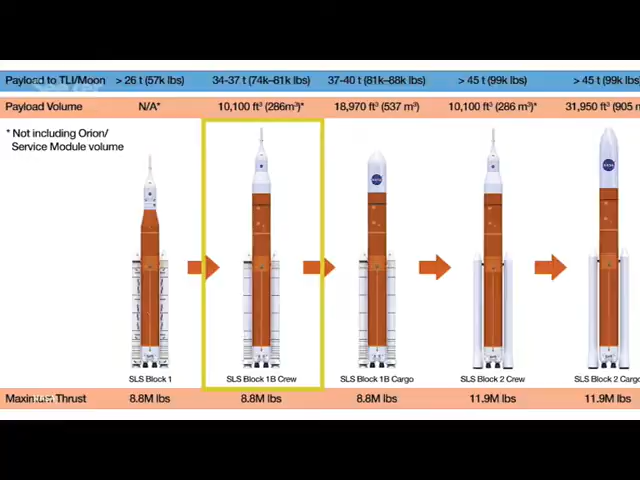 Payload to TLI/Moon > 26 t (57k lbs) 34-37 t (74k–81k lbs) 37-40 t (81k–88k lbs) > 45 t (99k lbs) > 45 t (99k lbs)
Payload Volume N/A* 10,100 ft³ (286m³)* 18,970 ft³ (537 m³) 10,100 ft³ (286 m³)* 31,950 ft³ (905 m
* Not including Orion/
Service Module volume
NASA NASA
SLS Block 1 SLS Block 1B Crew SLS Block 1B Cargo SLS Block 2 Crew SLS Block 2 Cargo
Maximum Thrust 8.8M lbs 8.8M lbs 8.8M lbs 11.9M lbs 11.9M lbs
NASA